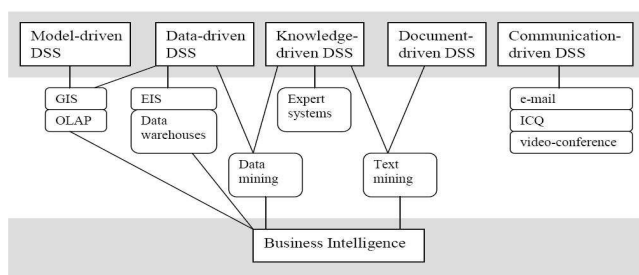 Model-driven
DSS
Data-driven
DSS
Knowledge-
driven DSS
Document-
driven DSS
Communication-
driven DSS
GIS
OLAP
EIS
Data
warehouses
Expert
systems
e-mail
ICQ
video-conference
Data
mining
Text
mining
Business Intelligence